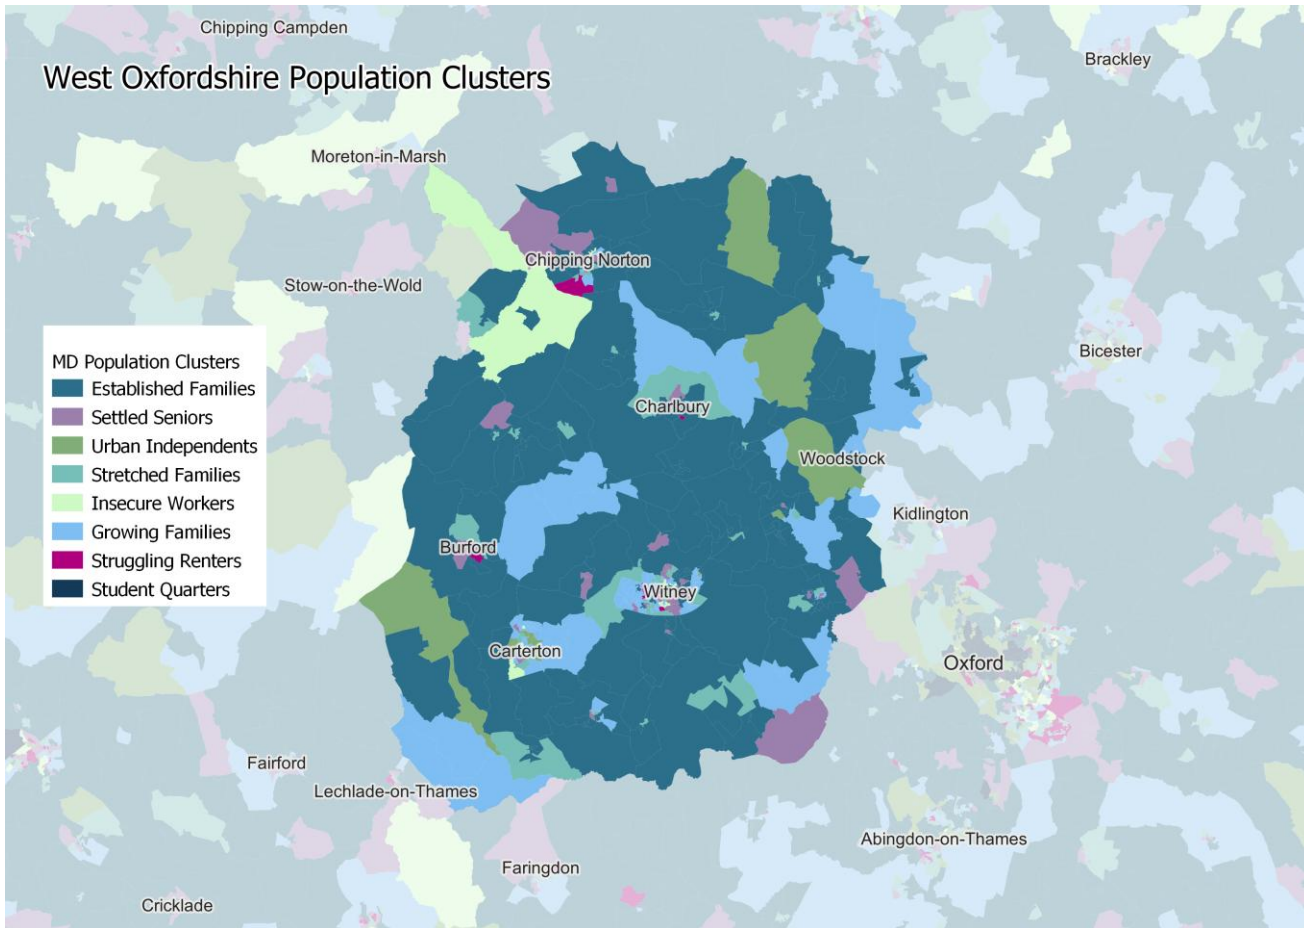 Chipping Campden
Brackley
West Oxfordshire Population Clusters
Moreton-in-Marsh
Chipping Norton
Stow-on-the-Wold
Bicester
MD Population Clusters
Established Families
Settled Seniors
Urban Independents
Stretched Families
Insecure Workers
Growing Families
Struggling Renters
Student Quarters
Charlbury
Woodstock
Kidlington
Burford
Witney
Carterton
Oxford
Fairford
Lechlade-on-Thames
Abingdon-on-Thames
Faringdon
Cricklade